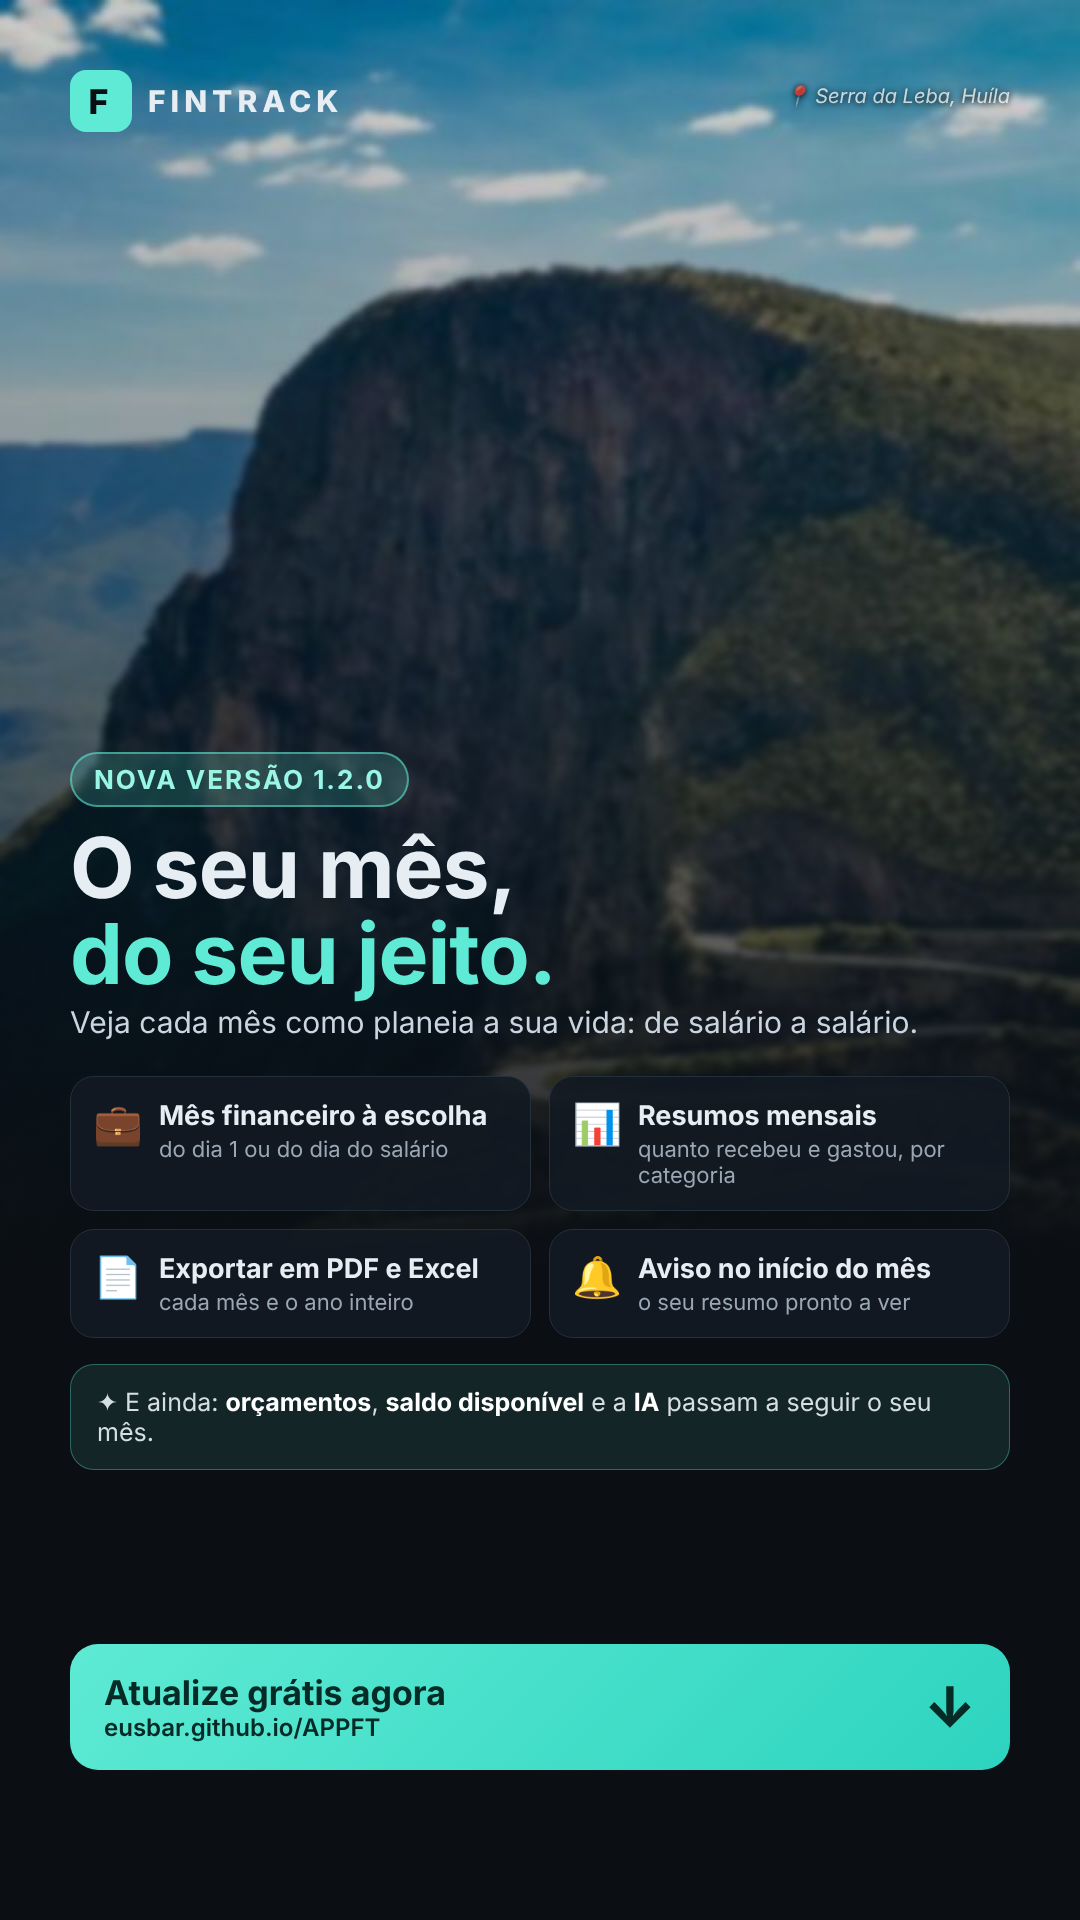 F FINTRACK
📍 Serra da Leba, Huíla
NOVA VERSÃO 1.2.0
O seu mês,
do seu jeito.
Veja cada mês como planeia a sua vida: de salário a salário.
Mês financeiro à escolha
do dia 1 ou do dia do salário
Resumos mensais
quanto recebeu e gastou, por
categoria
Exportar em PDF e Excel
cada mês e o ano inteiro
Aviso no início do mês
o seu resumo pronto a ver
✦ E ainda: orçamentos, saldo disponível e a IA passam a seguir o seu
mês.
Atualize grátis agora
eusbar.github.io/APPFT